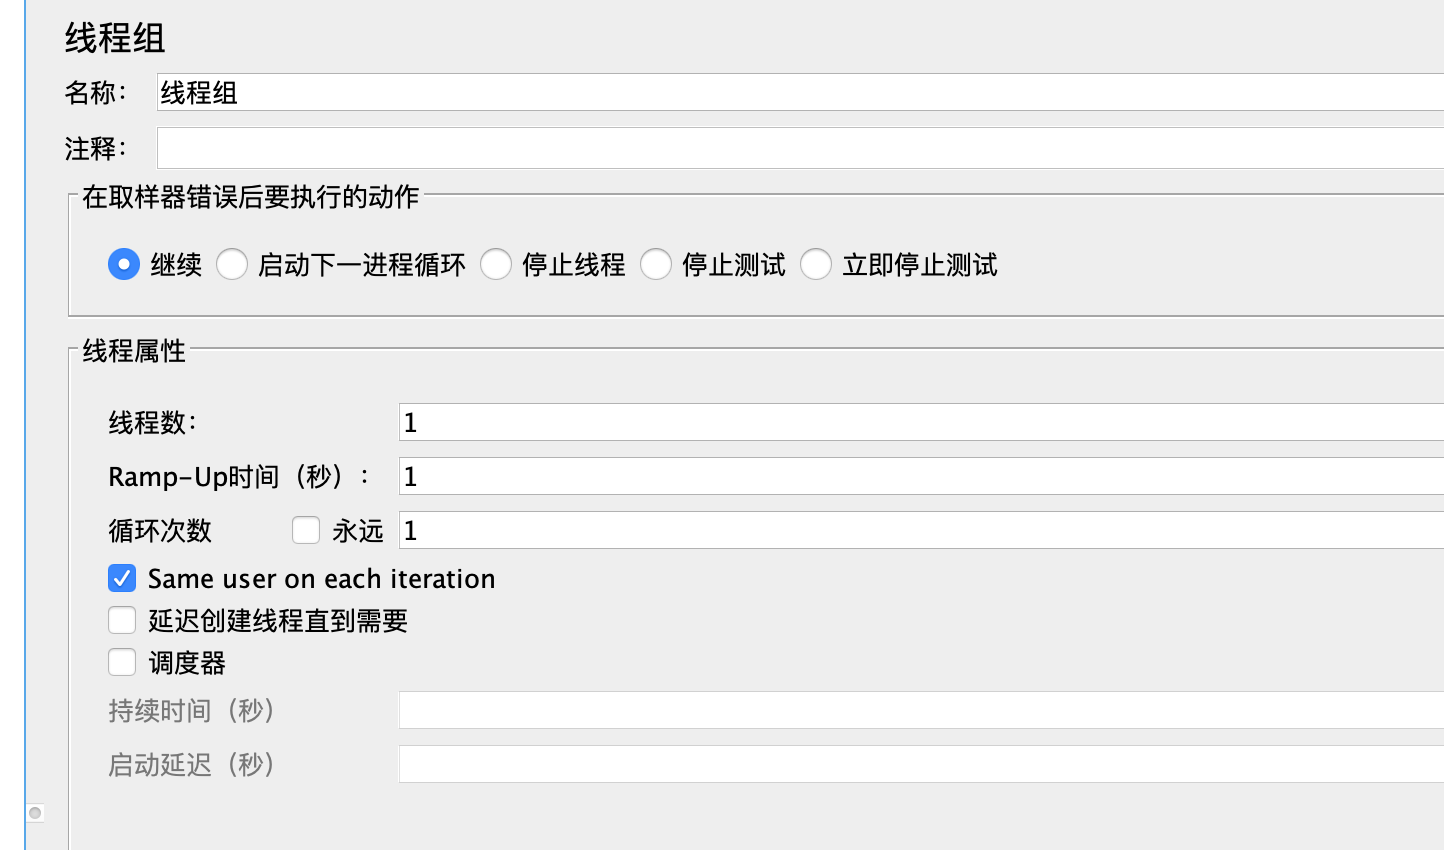 线程组
名称： 线程组
注释：
在取样器错误后要执行的动作
继续 启动下一进程循环 停止线程 停止测试 立即停止测试
线程属性
线程数： 1
Ramp-Up时间（秒）： 1
循环次数 永远 1
Same user on each iteration
延迟创建线程直到需要
调度器
持续时间（秒）
启动延迟（秒）